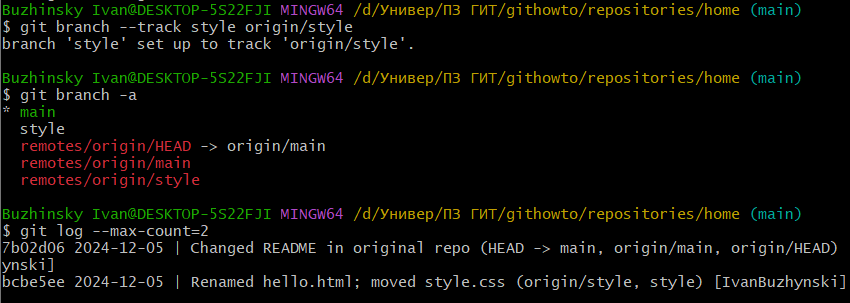 Buzhinsky Ivan@DESKTOP-5S22FJI MINGW64 /d/Универ/ПЗ ГИТ/githowto/repositories/home (main)
$ git branch --track style origin/style
branch 'style' set up to track 'origin/style'.
Buzhinsky Ivan@DESKTOP-5S22FJI MINGW64 /d/Универ/ПЗ ГИТ/githowto/repositories/home (main)
$ git branch -a
* main
  style
  remotes/origin/HEAD -> origin/main
  remotes/origin/main
  remotes/origin/style
Buzhinsky Ivan@DESKTOP-5S22FJI MINGW64 /d/Универ/ПЗ ГИТ/githowto/repositories/home (main)
$ git log --max-count=2
7b02d06 2024-12-05 | Changed README in original repo (HEAD -> main, origin/main, origin/HEAD)
ynski]
bcbe5ee 2024-12-05 | Renamed hello.html; moved style.css (origin/style, style) [IvanBuzhynski]